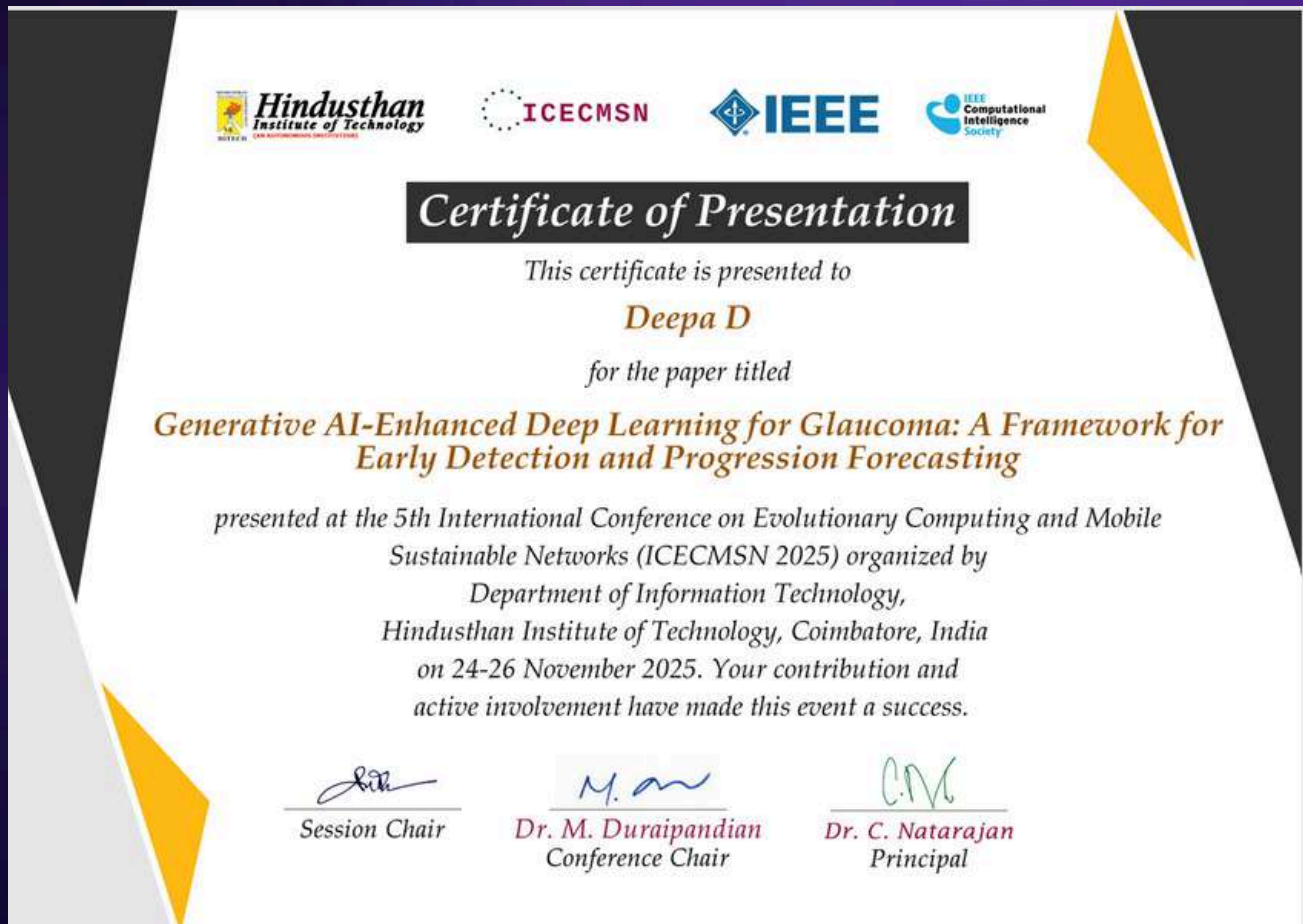 Hindusthan
Institute of Technology
(AN AUTONOMOUS INSTITUTION)
HITECH
ICECMSN
IEEE
IEEE
Computational
Intelligence
Society
Certificate of Presentation
This certificate is presented to
Deepa D
for the paper titled
Generative AI-Enhanced Deep Learning for Glaucoma: A Framework for
Early Detection and Progression Forecasting
presented at the 5th International Conference on Evolutionary Computing and Mobile
Sustainable Networks (ICECMSN 2025) organized by
Department of Information Technology,
Hindusthan Institute of Technology, Coimbatore, India
on 24-26 November 2025. Your contribution and
active involvement have made this event a success.
Session Chair
Dr. M. Duraipandian
Conference Chair
Dr. C. Natarajan
Principal